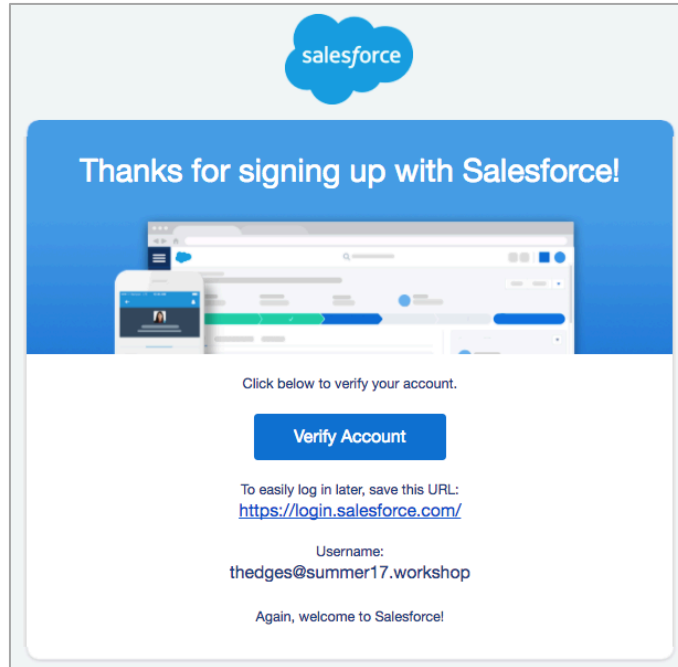 salesforce
Thanks for signing up with Salesforce!
Click below to verify your account.
Verify Account
To easily log in later, save this URL:
https://login.salesforce.com/
Username:
thedges@summer17.workshop
Again, welcome to Salesforce!